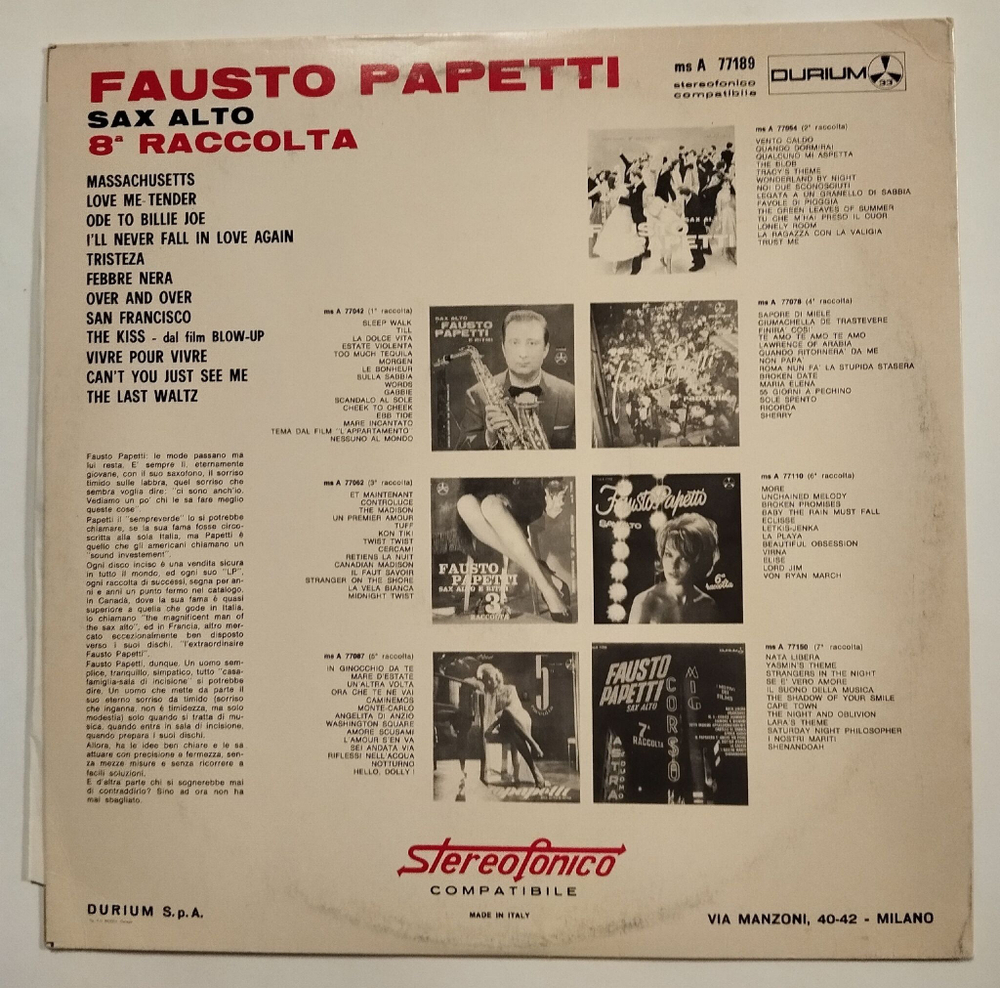 FAUSTO PAPETTI
SAX ALTO
8ª RACCOLTA
ms A 77189
stereofonico
compatibile
DURIUM
33
MASSACHUSETTS
LOVE ME TENDER
ODE TO BILLIE JOE
I'LL NEVER FALL IN LOVE AGAIN
TRISTEZA
FEBBRE NERA
OVER AND OVER
SAN FRANCISCO
THE KISS - dal film BLOW-UP
VIVRE POUR VIVRE
CAN'T YOU JUST SEE ME
THE LAST WALTZ
Fausto Papetti: le mode passano ma
lui resta. E' sempre lì, eternamente
giovane, con il suo saxofono, il sorriso
timido sulle labbra, quel sorriso che
sembra voglia dire: "ci sono anch'io.
Vediamo un po' chi le sa fare meglio
queste cose".
Papetti il "sempreverde" lo si potrebbe
chiamare, se la sua fama fosse circo-
scritta alla sola Italia, ma Papetti è
quello che gli americani chiamano un
"sound investement".
Ogni disco inciso è una vendita sicura
in tutto il mondo, ed ogni suo "LP",
ogni raccolta di successi, segna per an-
ni e anni un punto fermo nel catalogo.
In Canadà, dove la sua fama è quasi
superiore a quella che gode in Italia,
lo chiamano "the magnificent man of
the sax alto", ed in Francia, altro mer-
cato eccezionalmente ben disposto
verso i suoi dischi, "l'extraordinaire
Fausto Papetti".
Fausto Papetti, dunque. Un uomo sem-
plice, tranquillo, simpatico, tutto "casa-
famiglia-sala di incisione" si potrebbe
dire. Un uomo che mette da parte il
suo eterno sorriso da timido (sorriso
che inganna, non è timidezza, ma solo
modestia) solo quando si tratta di mu-
sica, quando entra in sala di incisione,
quando prepara i suoi dischi.
Allora, ha le idee ben chiare e le sa
attuare con precisione e fermezza, sen-
za mezze misure e senza ricorrere a
facili soluzioni.
E d'altra parte chi si sognerebbe mai
di contraddirlo? Sino ad ora non ha
mai sbagliato.
ms A 77054 (2ª raccolta)
VENTO CALDO
QUANDO DORMIRAI
QUALCUNO MI ASPETTA
THE BLOB
TRACY'S THEME
WONDERLAND BY NIGHT
NOI DUE SCONOSCIUTI
LEGATA A UN GRANELLO DI SABBIA
FAVOLE DI PIOGGIA
THE GREEN LEAVES OF SUMMER
TU CHE M'HAI PRESO IL CUOR
LONELY ROOM
LA RAGAZZA CON LA VALIGIA
TRUST ME
ms A 77042 (1ª raccolta)
SLEEP WALK
TILL
LA DOLCE VITA
ESTATE VIOLENTA
TOO MUCH TEQUILA
MORGEN
LE BONHEUR
SULLA SABBIA
WORDS
GABBIE
SCANDALO AL SOLE
CHEEK TO CHEEK
EBB TIDE
MARE INCANTATO
TEMA DAL FILM "L'APPARTAMENTO"
NESSUNO AL MONDO
SAX ALTO
FAUSTO
PAPETTI
E RITMI
ms A 77076 (4ª raccolta)
SAPORE DI MIELE
CIUMACHELLA DE TRASTEVERE
FINIRA' COSI'
TE AMO TE AMO TE AMO
LAWRENCE OF ARABIA
QUANDO RITORNERA' DA ME
NON PAPA'
ROMA NUN FA' LA STUPIDA STASERA
BROKEN DATE
MARIA ELENA
55 GIORNI A PECHINO
SOLE SPENTO
RICORDA
SHERRY
ms A 77062 (3ª raccolta)
ET MAINTENANT
CONTROLUCE
THE MADISON
UN PREMIER AMOUR
TUFF
KON TIKI
TWIST TWIST
CERCAMI
RETIENS LA NUIT
CANADIAN MADISON
IL FAUT SAVOIR
STRANGER ON THE SHORE
LA VELA BIANCA
MIDNIGHT TWIST
FAUSTO
PAPETTI
SAX ALTO E RITMI
3ª
RACCOLTA
Fausto Papetti
6ª
raccolta
ms A 77110 (6ª raccolta)
MORE
UNCHAINED MELODY
BROKEN PROMISES
BABY THE RAIN MUST FALL
ECLISSE
LETKIS-JENKA
LA PLAYA
BEAUTIFUL OBSESSION
VIRNA
ELISE
LORD JIM
VON RYAN MARCH
ms A 77087 (5ª raccolta)
IN GINOCCHIO DA TE
MARE D'ESTATE
UN'ALTRA VOLTA
ORA CHE TE NE VAI
CAMINEMOS
MONTE-CARLO
ANGELITA DI ANZIO
WASHINGTON SQUARE
AMORE SCUSAMI
L'AMOUR S'EN VA
SEI ANDATA VIA
RIFLESSI NELL'ACQUA
NOTTURNO
HELLO, DOLLY !
5
papetti
FAUSTO
PAPETTI
SAX ALTO
7ª
RACCOLTA
CORSO
MIG
ASTRA
DUOMO
ms A 77150 (7ª raccolta)
NATA LIBERA
YASMIN'S THEME
STRANGERS IN THE NIGHT
SE E' VERO AMORE
IL SUONO DELLA MUSICA
THE SHADOW OF YOUR SMILE
CAPE TOWN
THE NIGHT AND OBLIVION
LARA'S THEME
SATURDAY NIGHT PHILOSOPHER
I NOSTRI MARITI
SHENANDOAH
Stereofonico
COMPATIBILE
MADE IN ITALY
DURIUM S.p.A.
VIA MANZONI, 40-42 - MILANO